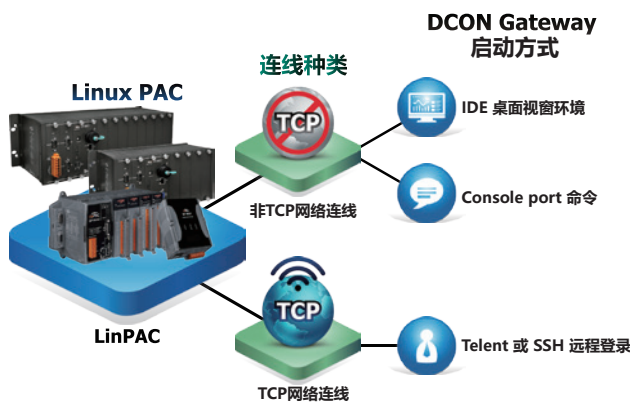 DCON Gateway
启动方式
连线种类
Linux PAC
TCP
IDE 桌面视窗环境
Console port 命令
非TCP网络连线
LinPAC
TCP
Telent 或 SSH 远程登录
TCP网络连线